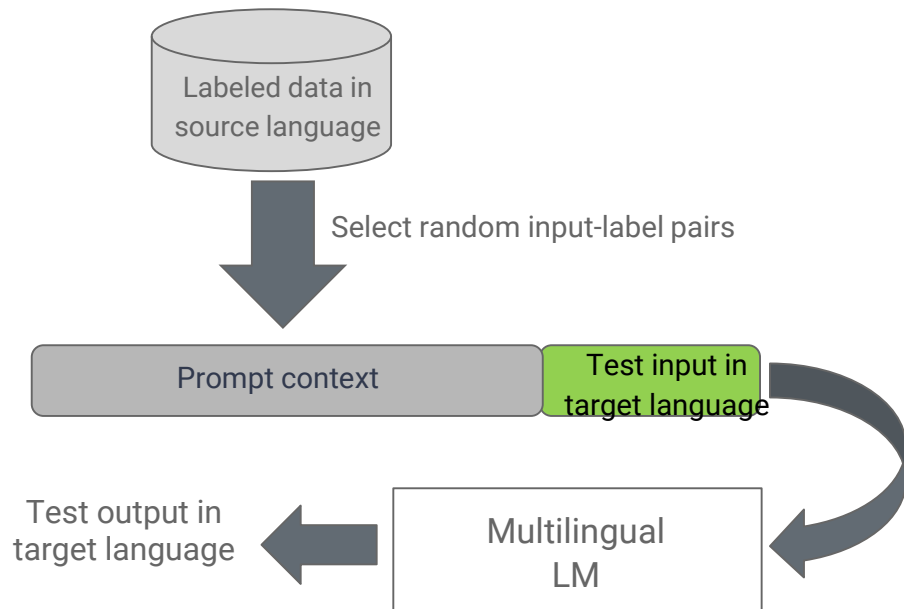 Labeled data in
source language
Select random input-label pairs
Prompt context
Test input in
target language
Test output in
target language
Multilingual
LM